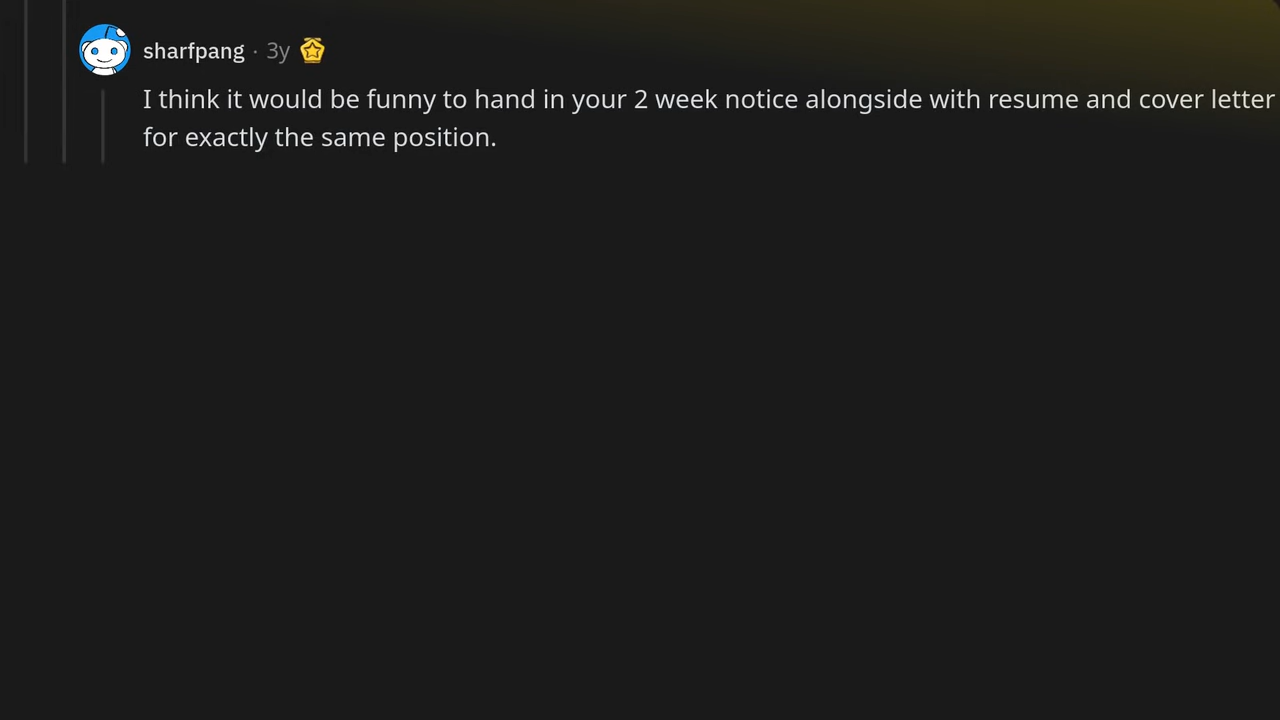 sharfpang · 3y
I think it would be funny to hand in your 2 week notice alongside with resume and cover letter
for exactly the same position.